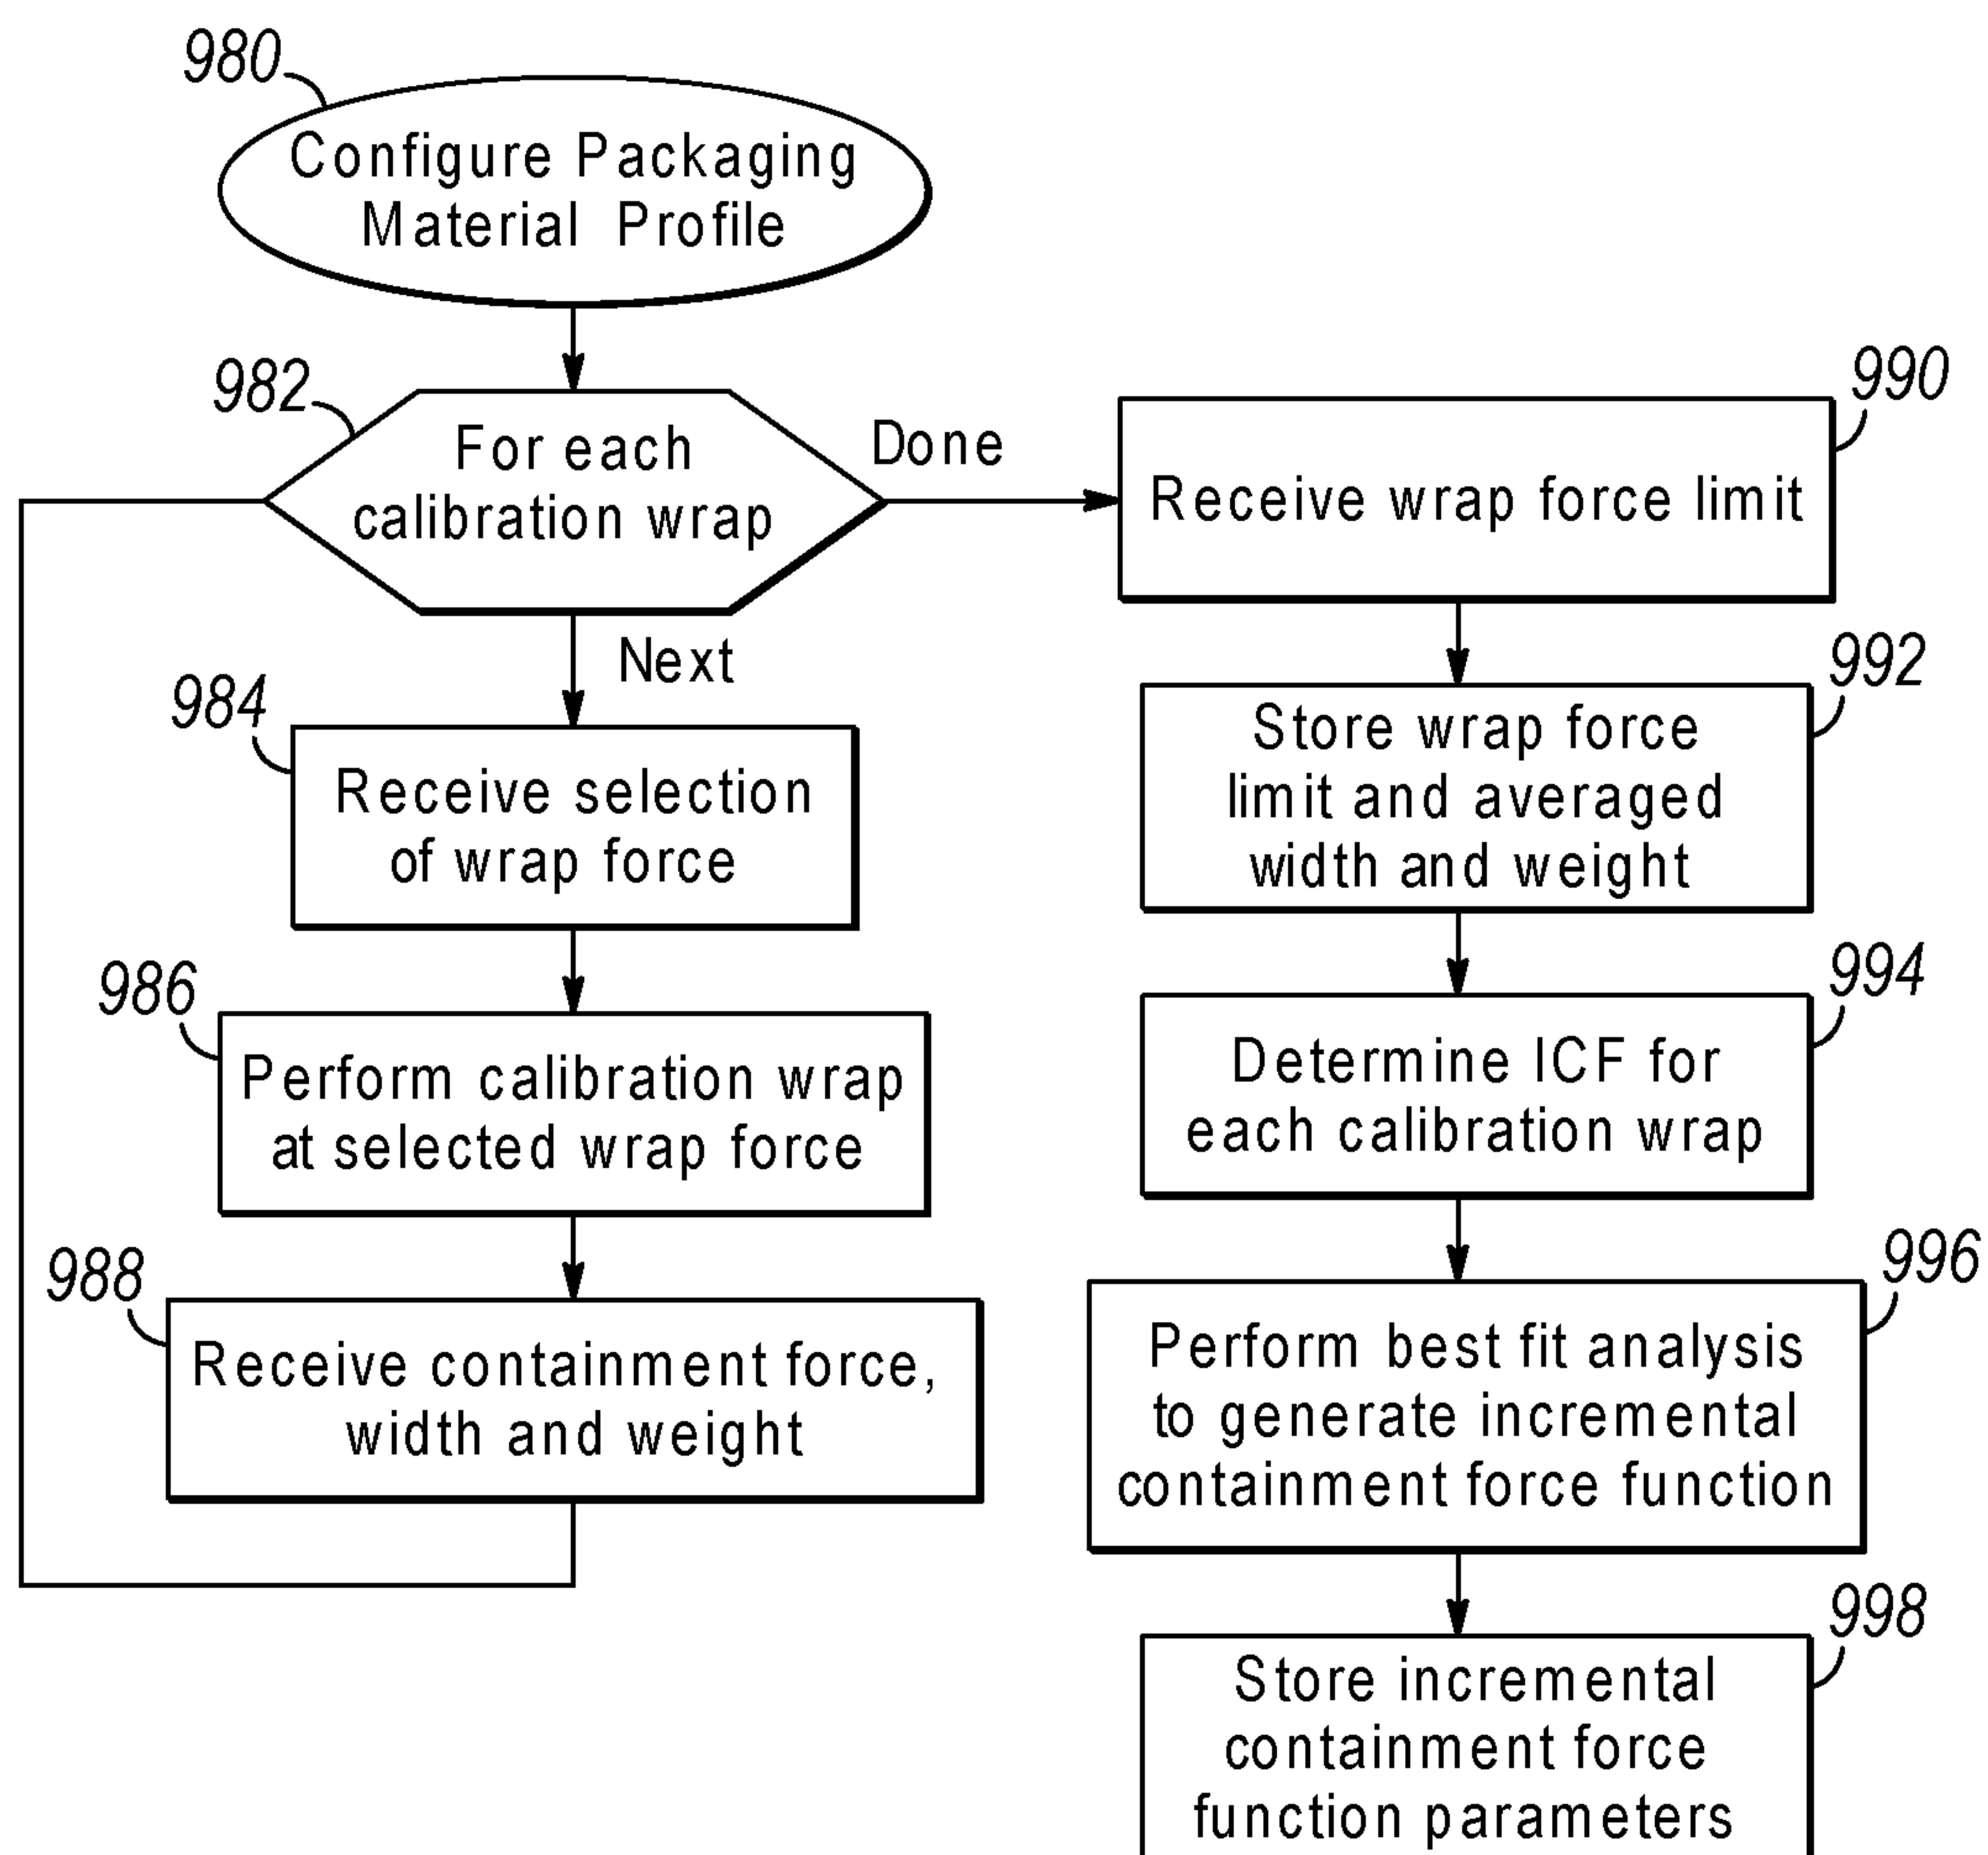 980
Configure Packaging
Material Profile
982
For each
calibration wrap
Done
Next
984
Receive selection
of wrap force
986
Perform calibration wrap
at selected wrap force
988
Receive containment force,
width and weight
990
Receive wrap force limit
992
Store wrap force
limit and averaged
width and weight
994
Determine ICF for
each calibration wrap
996
Perform best fit analysis
to generate incremental
containment force function
998
Store incremental
containment force
function parameters